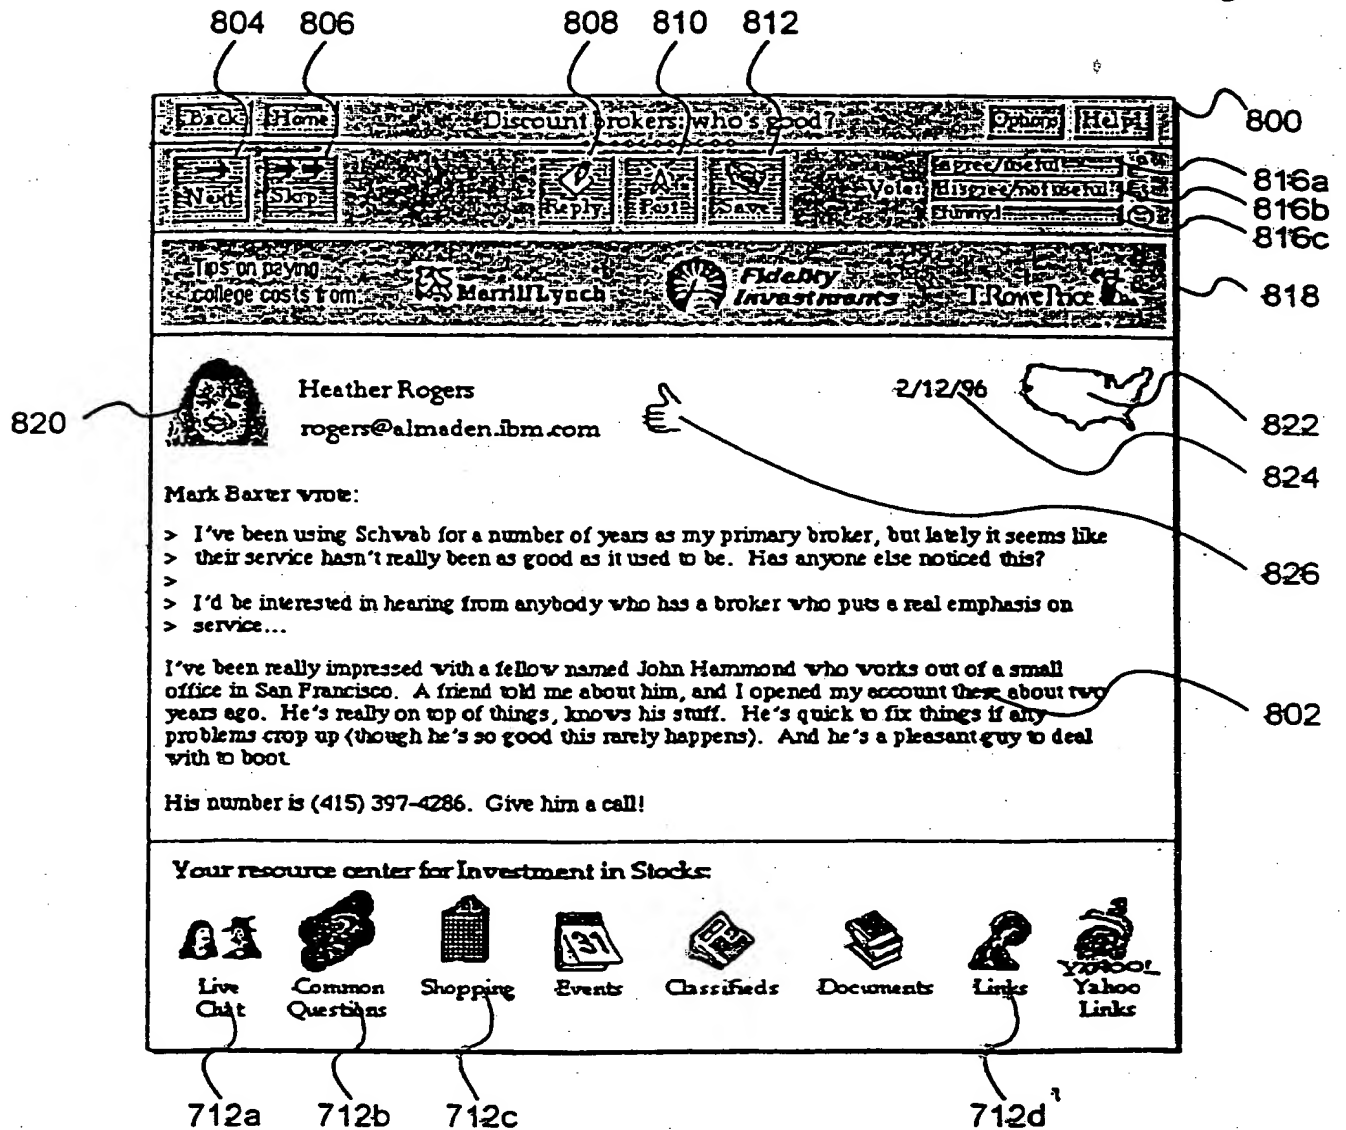 804 806 808 810 812
Back Home Discount brokers: who's good? Options Help! 800
Next Skip Reply Post Save Vote:
agree/useful 816a
disgree/not useful 816b
funny! 816c
Tips on paying
college costs from: Merrill Lynch Fidelity Investments T. Rowe Price 818
820 Heather Rogers 2/12/96 822
rogers@almaden.ibm.com 824
Mark Baxter wrote:
> I've been using Schwab for a number of years as my primary broker, but lately it seems like
> their service hasn't really been as good as it used to be. Has anyone else noticed this?
> 826
> I'd be interested in hearing from anybody who has a broker who puts a real emphasis on
> service...
I've been really impressed with a fellow named John Hammond who works out of a small
office in San Francisco. A friend told me about him, and I opened my account there about two
years ago. He's really on top of things, knows his stuff. He's quick to fix things if any 802
problems crop up (though he's so good this rarely happens). And he's a pleasant guy to deal
with to boot.
His number is (415) 397-4286. Give him a call!
Your resource center for Investment in Stocks:
31 YAHOO!
Live Common Shopping Events Classifieds Documents Links Yahoo
Chat Questions Links
712a 712b 712c 712d